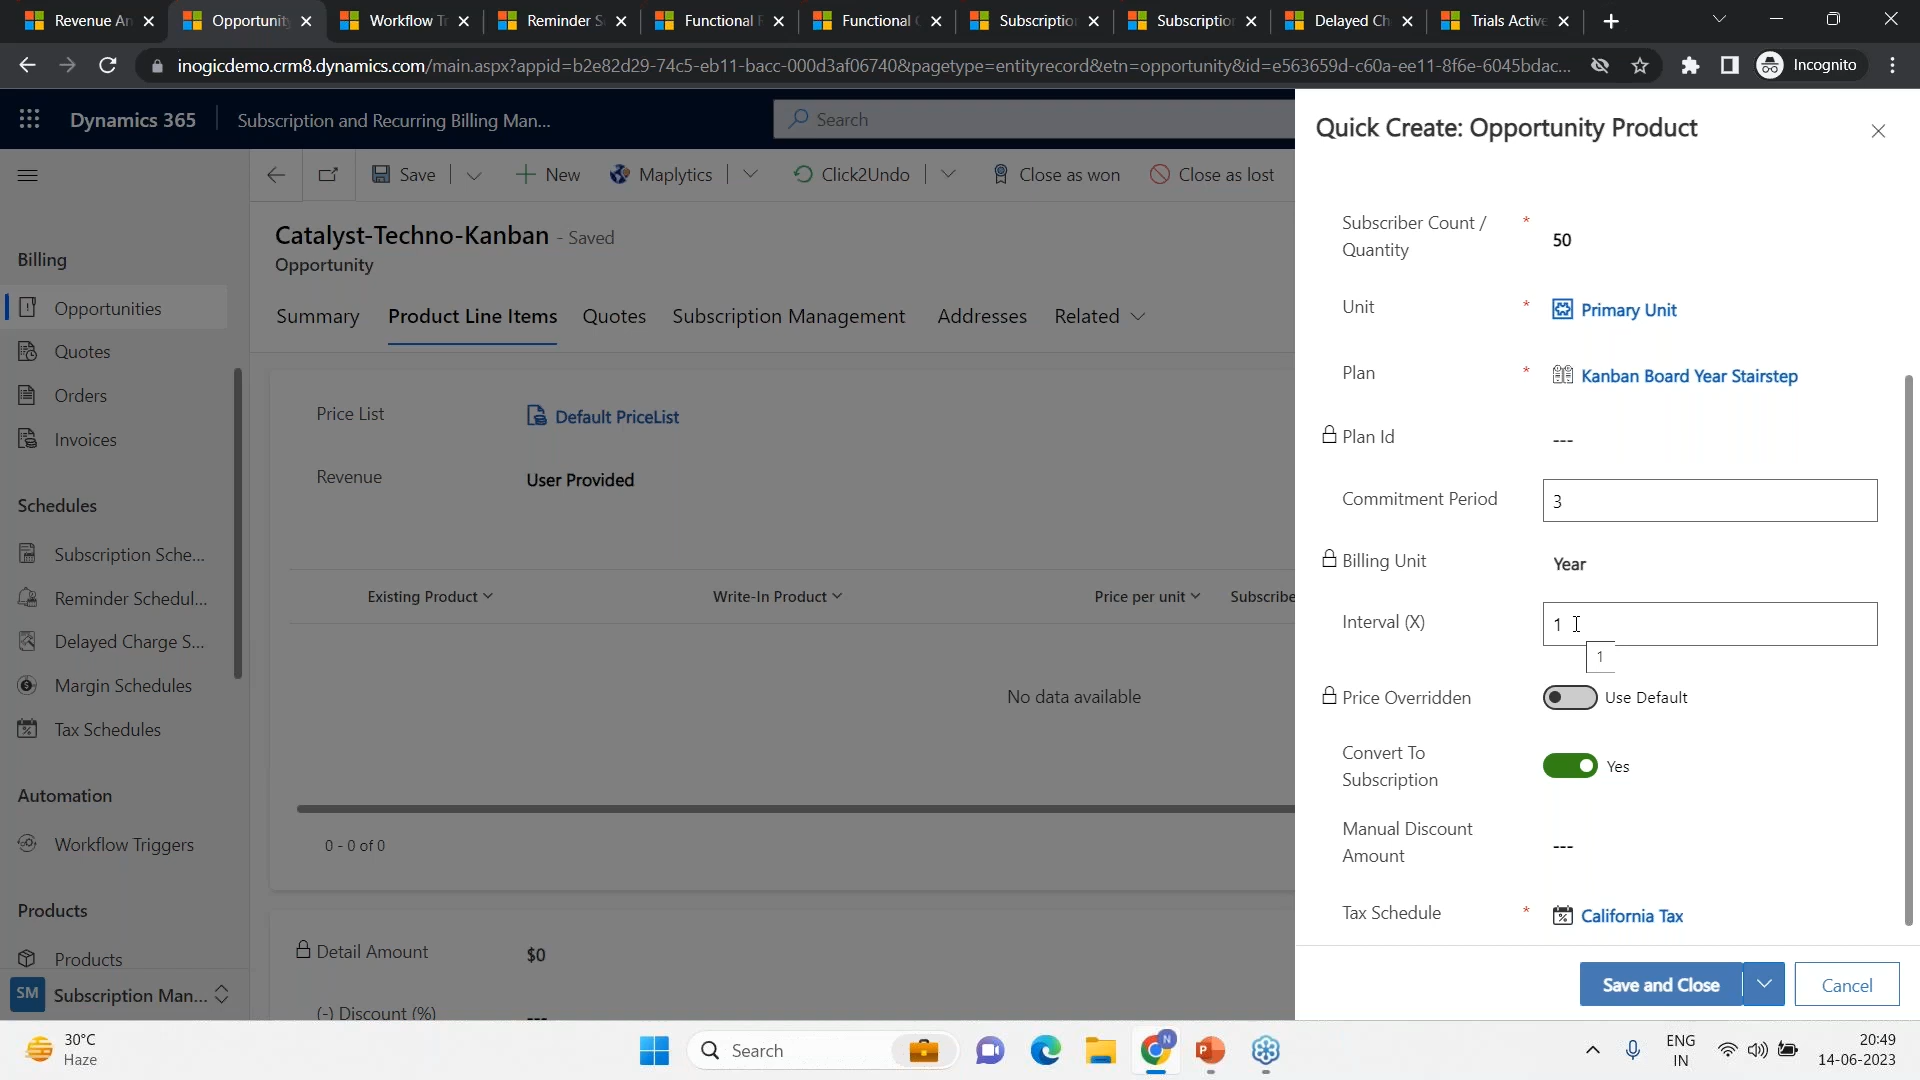 Revenue An
Opportunity
Workflow Tr
Reminder S
Functional F
Functional
Subscriptio
Subscription
Delayed Ch
Trials Active
inogicdemo.crm8.dynamics.com/main.aspx?appid=b2e82d29-74c5-eb11-bacc-000d3af06740&pagetype=entityrecord&etn=opportunity&id=e563659d-c60a-ee11-8f6e-6045bdac...
Incognito
Dynamics 365
Subscription and Recurring Billing Man...
Search
Save
New
Maplytics
Click2Undo
Close as won
Close as lost
Catalyst-Techno-Kanban - Saved
Opportunity
Summary
Product Line Items
Quotes
Subscription Management
Addresses
Related
Billing
Opportunities
Quotes
Orders
Invoices
Schedules
Subscription Sche...
Reminder Schedul...
Delayed Charge S...
Margin Schedules
Tax Schedules
Automation
Workflow Triggers
Products
Products
SM
Subscription Man...
Price List
Default PriceList
Revenue
User Provided
Existing Product
Write-In Product
Price per unit
Subscribe
No data available
0 - 0 of 0
Detail Amount
$0
(-) Discount (%)
---
Quick Create: Opportunity Product
Subscriber Count /
Quantity
*
50
Unit
*
Primary Unit
Plan
*
Kanban Board Year Stairstep
Plan Id
---
Commitment Period
3
Billing Unit
Year
Interval (X)
1
1
Price Overridden
Use Default
Convert To
Subscription
Yes
Manual Discount
Amount
---
Tax Schedule
*
California Tax
Save and Close
Cancel
30°C
Haze
Search
N
P
ENG
IN
20:49
14-06-2023